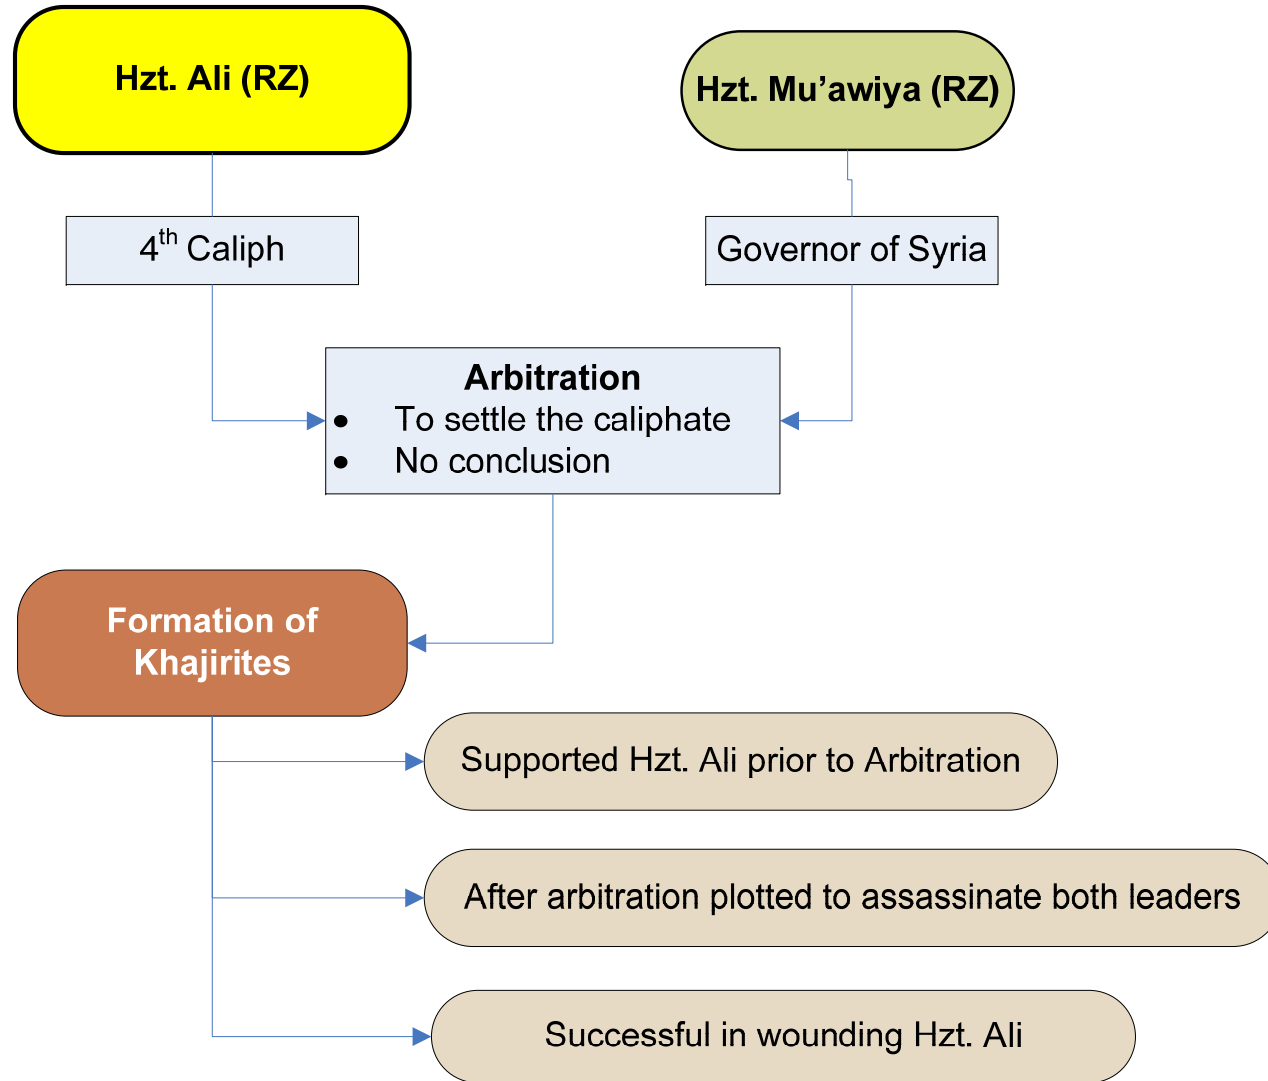 Hzt. Ali (RZ)
Hzt. Mu’awiya (RZ)
4th Caliph
Governor of Syria
Arbitration
• To settle the caliphate
• No conclusion
Formation of
Khajirites
Supported Hzt. Ali prior to Arbitration
After arbitration plotted to assassinate both leaders
Successful in wounding Hzt. Ali